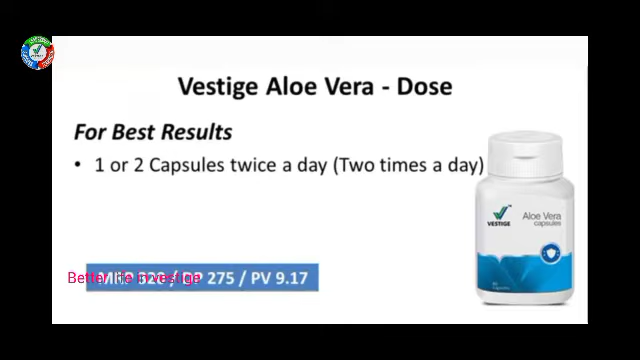 Vestige Aloe Vera - Dose
For Best Results
• 1 or 2 Capsules twice a day (Two times a day)
VESTIGE
Aloe Vera
capsules
Better life in vestige
DP 275 / PV 9.17